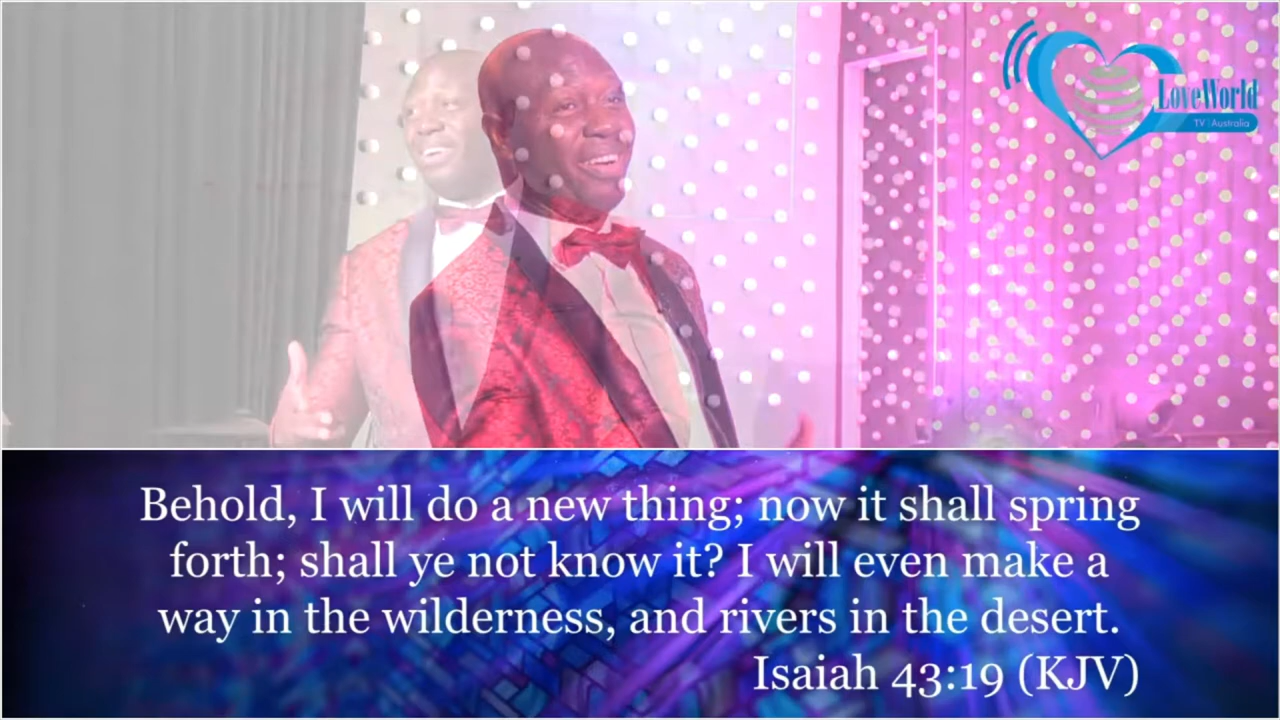 LoveWorld
TV | Australia
Behold, I will do a new thing; now it shall spring
forth; shall ye not know it? I will even make a
way in the wilderness, and rivers in the desert.
Isaiah 43:19 (KJV)